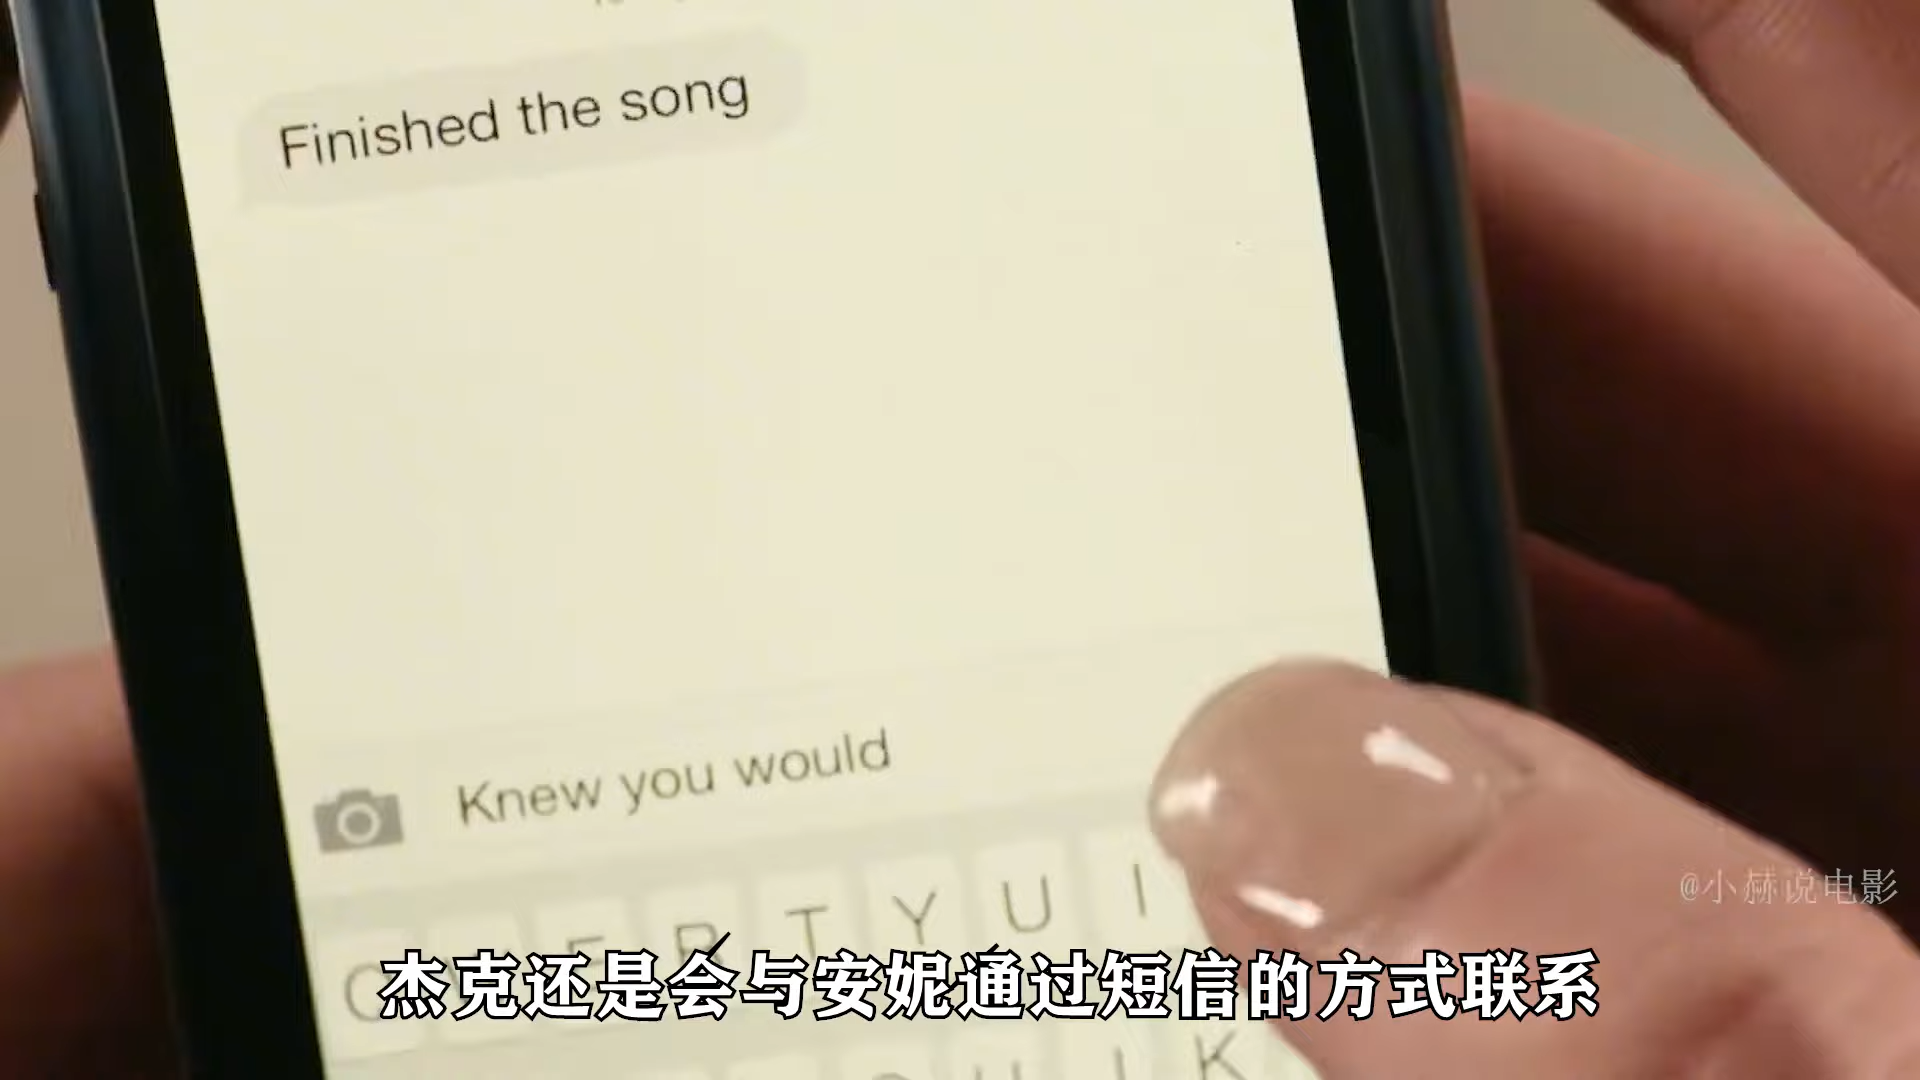 Finished the song
Knew you would
E R T Y U I
@小赫说电影
杰克还是会与安妮通过短信的方式联系
K